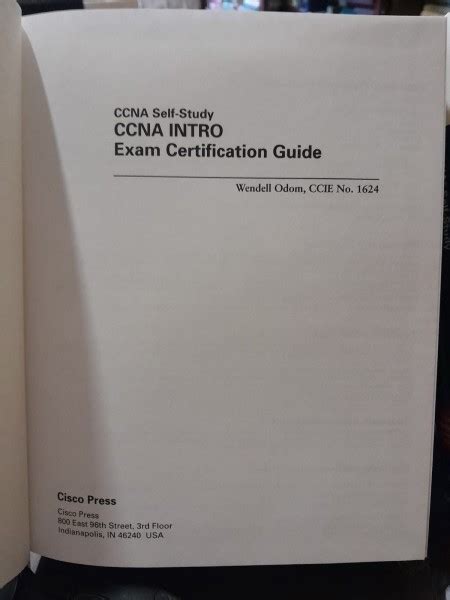 CCNA Self-Study
CCNA INTRO
Exam Certification Guide
Wendell Odom, CCIE No. 1624
Cisco Press
Cisco Press
800 East 96th Street, 3rd Floor
Indianapolis, IN 46240 USA